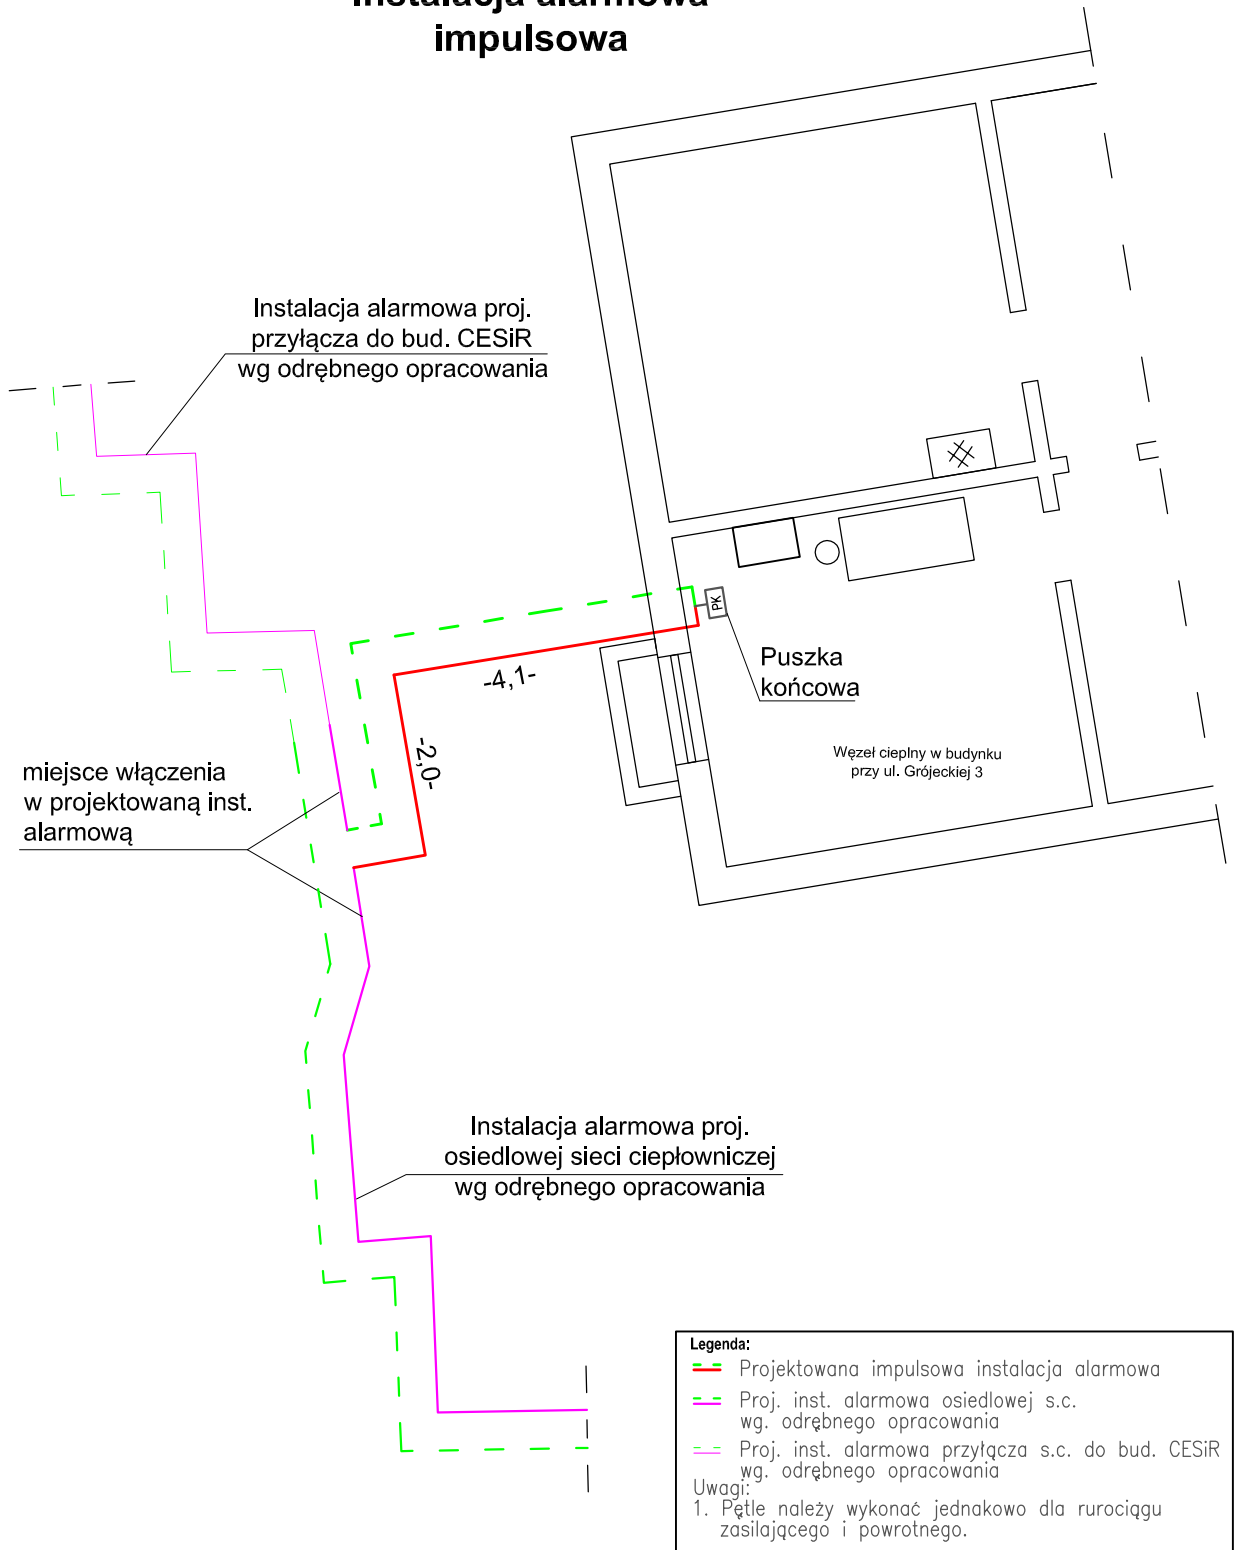 Instalacja alarmowa
impulsowa
Instalacja alarmowa proj.
przyłącza do bud. CESiR
wg odrębnego opracowania
PK
Puszka
końcowa
-4,1-
-2,0-
Węzeł cieplny w budynku
przy ul. Grójeckiej 3
miejsce włączenia
w projektowaną inst.
alarmową
Instalacja alarmowa proj.
osiedlowej sieci ciepłowniczej
wg odrębnego opracowania
Legenda:
Projektowana impulsowa instalacja alarmowa
Proj. inst. alarmowa osiedlowej s.c.
wg. odrębnego opracowania
Proj. inst. alarmowa przyłącza s.c. do bud. CESiR
wg. odrębnego opracowania
Uwagi:
1. Pętle należy wykonać jednakowo dla rurociągu
zasilającego i powrotnego.